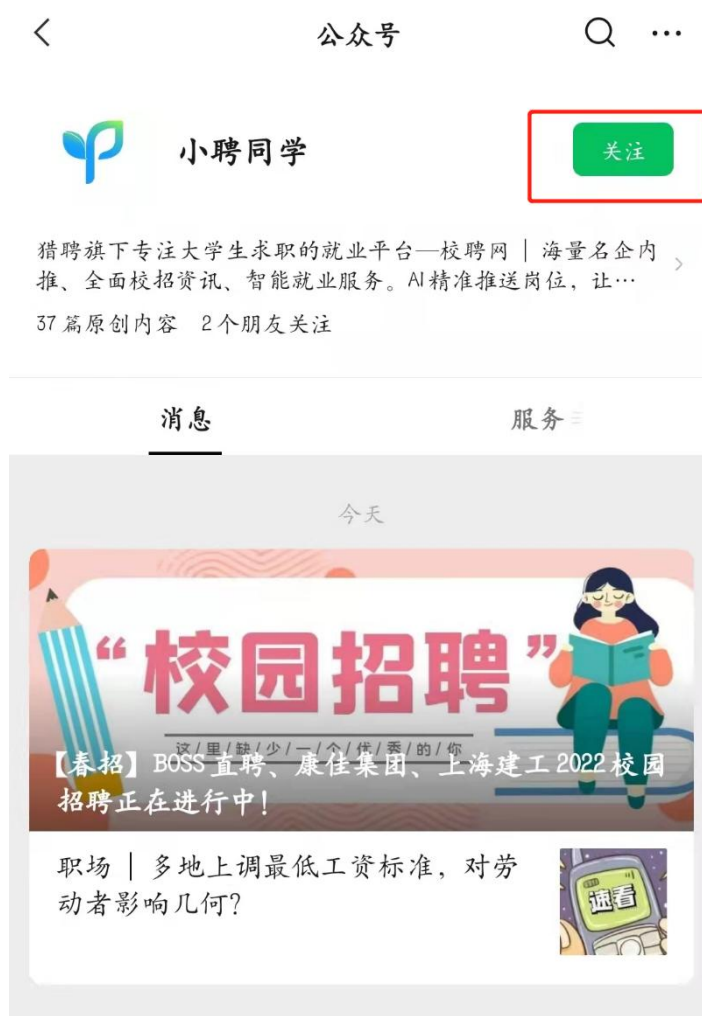 公众号
小聘同学
关注
猎聘旗下专注大学生求职的就业平台—校聘网 | 海量名企内
推、全面校招资讯、智能就业服务。AI精准推送岗位，让…
37篇原创内容 2个朋友关注
消息
服务
今天
“校园招聘”
这/里/缺/少/一/个/优/秀/的/你
【春招】BOSS直聘、康佳集团、上海建工2022校园
招聘正在进行中！
职场 | 多地上调最低工资标准，对劳
动者影响几何？
速看